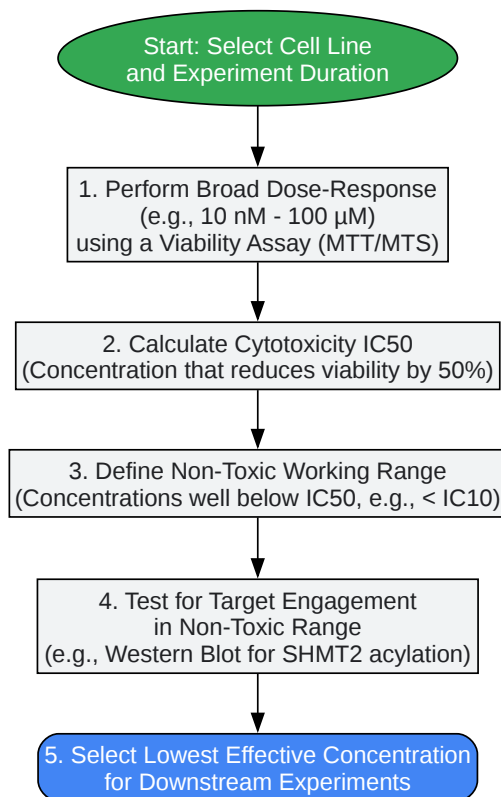 Start: Select Cell Line
and Experiment Duration
1. Perform Broad Dose-Response
(e.g., 10 nM - 100 µM)
using a Viability Assay (MTT/MTS)
2. Calculate Cytotoxicity IC50
(Concentration that reduces viability by 50%)
3. Define Non-Toxic Working Range
(Concentrations well below IC50, e.g., < IC10)
4. Test for Target Engagement
in Non-Toxic Range
(e.g., Western Blot for SHMT2 acylation)
5. Select Lowest Effective Concentration
for Downstream Experiments